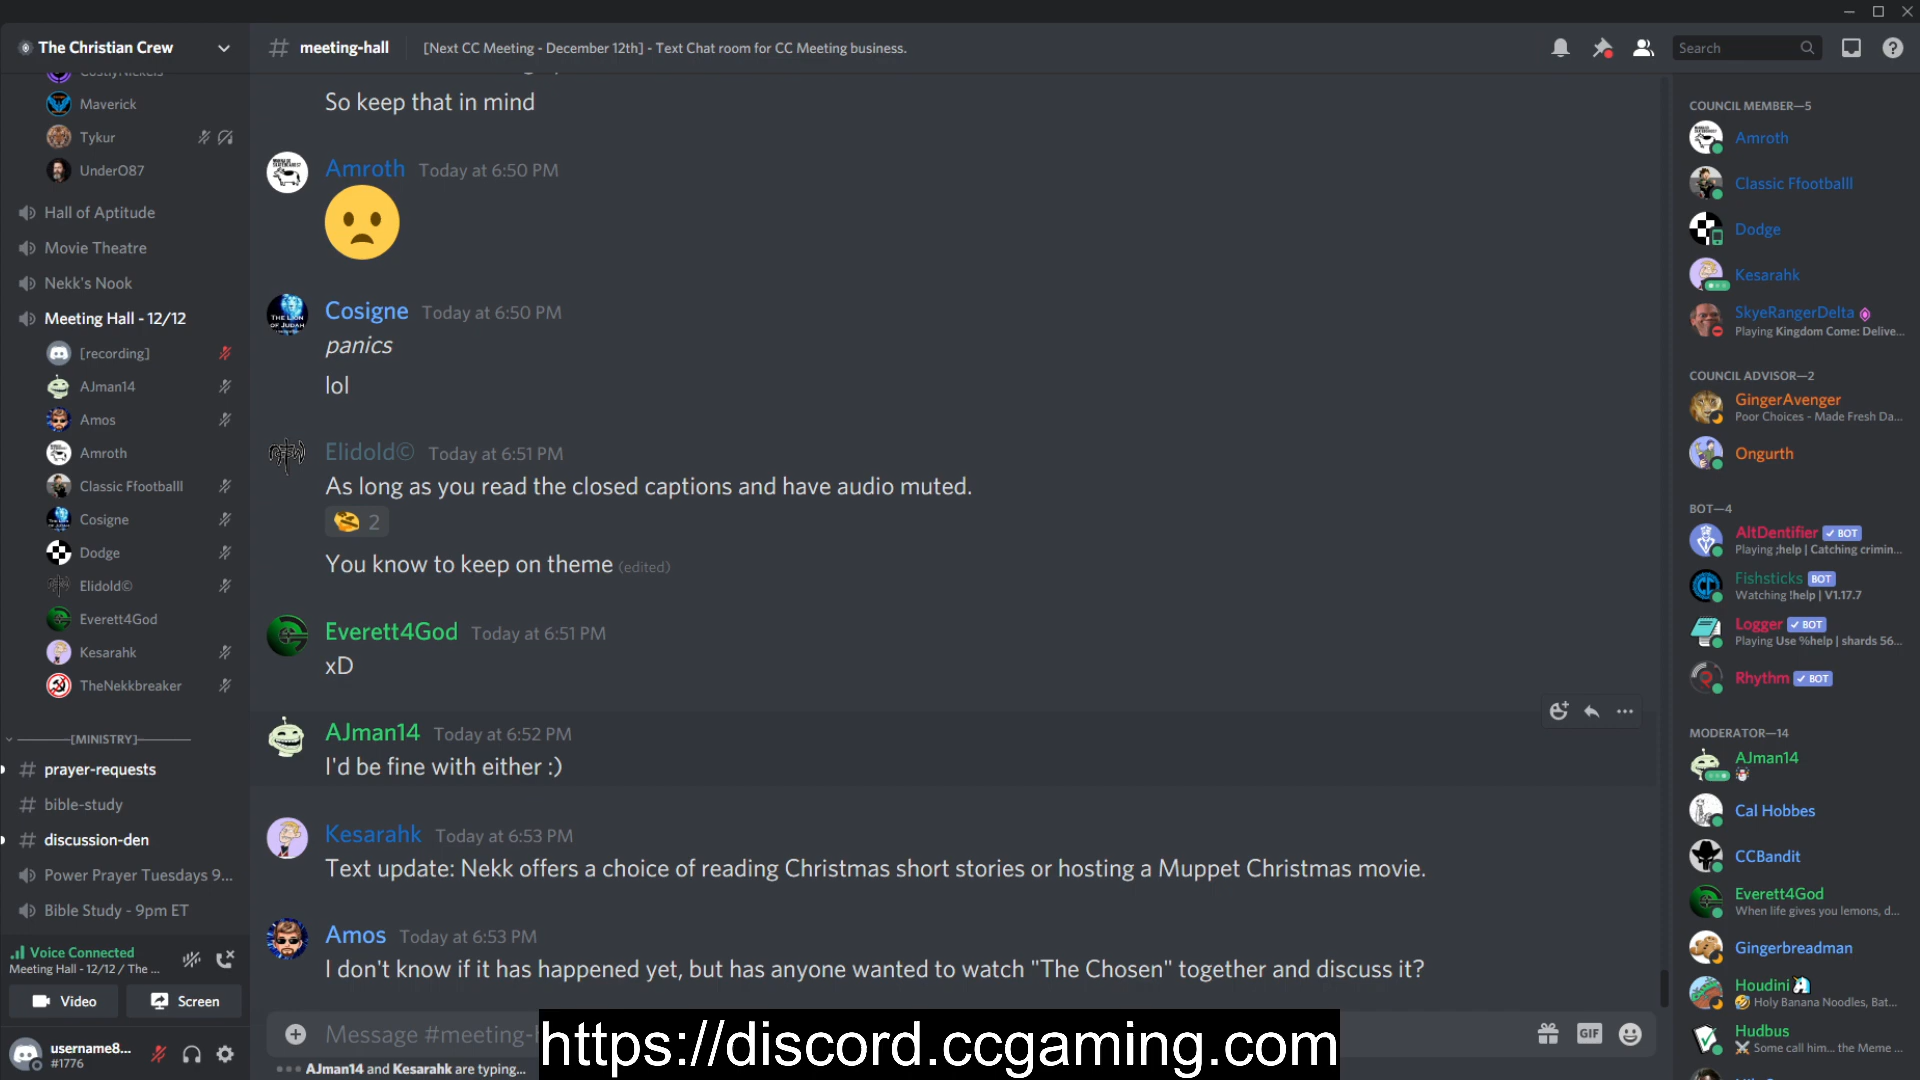 The Christian Crew
CostlyNickels
Maverick
Tykur
UnderO87
Hall of Aptitude
Movie Theatre
Nekk's Nook
Meeting Hall - 12/12
[recording]
AJman14
Amos
Amroth
Classic Ffootballl
Cosigne
Dodge
Elidold©
Everett4God
Kesarahk
TheNekkbreaker
[MINISTRY]
prayer-requests
bible-study
discussion-den
Power Prayer Tuesdays 9...
Bible Study - 9pm ET
Voice Connected
Meeting Hall - 12/12 / The ...
Video
Screen
username8...
#1776
meeting-hall
[Next CC Meeting - December 12th] - Text Chat room for CC Meeting business.
Search
So keep that in mind
Amroth Today at 6:50 PM
Cosigne Today at 6:50 PM
panics
lol
THE LION
OF JUDAH
Elidold© Today at 6:51 PM
As long as you read the closed captions and have audio muted.
2
You know to keep on theme (edited)
Everett4God Today at 6:51 PM
xD
AJman14 Today at 6:52 PM
I'd be fine with either :)
Kesarahk Today at 6:53 PM
Text update: Nekk offers a choice of reading Christmas short stories or hosting a Muppet Christmas movie.
Amos Today at 6:53 PM
I don't know if it has happened yet, but has anyone wanted to watch "The Chosen" together and discuss it?
Message #meeting-
GIF
https://discord.ccgaming.com
AJman14 and Kesarahk are typing...
COUNCIL MEMBER—5
Amroth
Classic Ffootballl
Dodge
Kesarahk
SkyeRangerDelta
Playing Kingdom Come: Delive...
COUNCIL ADVISOR—2
GingerAvenger
Poor Choices - Made Fresh Da...
Ongurth
BOT—4
AltDentifier BOT
Playing ;help | Catching crimin...
Fishsticks BOT
Watching !help | V1.17.7
Logger BOT
Playing Use %help | shards 56...
Rhythm BOT
MODERATOR—14
AJman14
Cal Hobbes
CCBandit
Everett4God
When life gives you lemons, d...
Gingerbreadman
Houdini
Holy Banana Noodles, Bat...
Hudbus
Some call him... the Meme ...